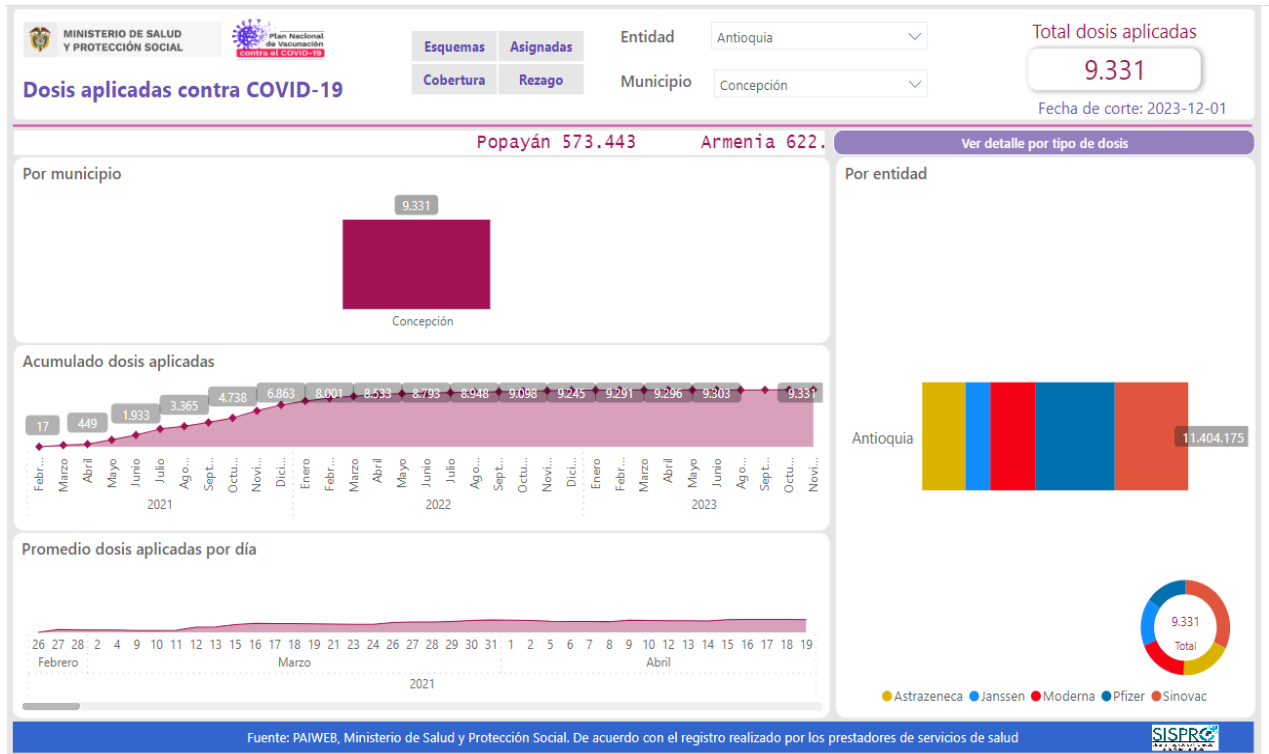 MINISTERIO DE SALUD
Y PROTECCIÓN SOCIAL
Plan Nacional
de Vacunación
contra el COVID-19
Dosis aplicadas contra COVID-19
Esquemas Asignadas
Cobertura Rezago
Entidad Antioquia
Municipio Concepción
Total dosis aplicadas
9.331
Fecha de corte: 2023-12-01
Popayán 573.443 Armenia 622.
Ver detalle por tipo de dosis
Por municipio
9.331
Concepción
Acumulado dosis aplicadas
17 449 1.933 3.365 4.738 6.863 8.001 8.533 8.793 8.948 9.098 9.245 9.291 9.296 9.303 9.331
Febr... Marzo Abril Mayo Junio Julio Ago... Sept... Octu... Novi... Dici... Enero Febr... Marzo Abril Mayo Junio Julio Ago... Sept... Octu... Novi... Dici... Enero Febr... Marzo Abril Mayo Junio Ago... Sept... Octu... Novi...
2021 2022 2023
Promedio dosis aplicadas por día
26 27 28 2 4 9 10 11 12 13 15 16 17 18 19 21 23 24 26 27 28 29 30 31 1 2 5 6 7 8 9 10 12 13 14 15 16 17 18 19
Febrero Marzo Abril
2021
Por entidad
Antioquia
11.404.175
9.331
Total
Astrazeneca Janssen Moderna Pfizer Sinovac
Fuente: PAIWEB, Ministerio de Salud y Protección Social. De acuerdo con el registro realizado por los prestadores de servicios de salud
SISPRO